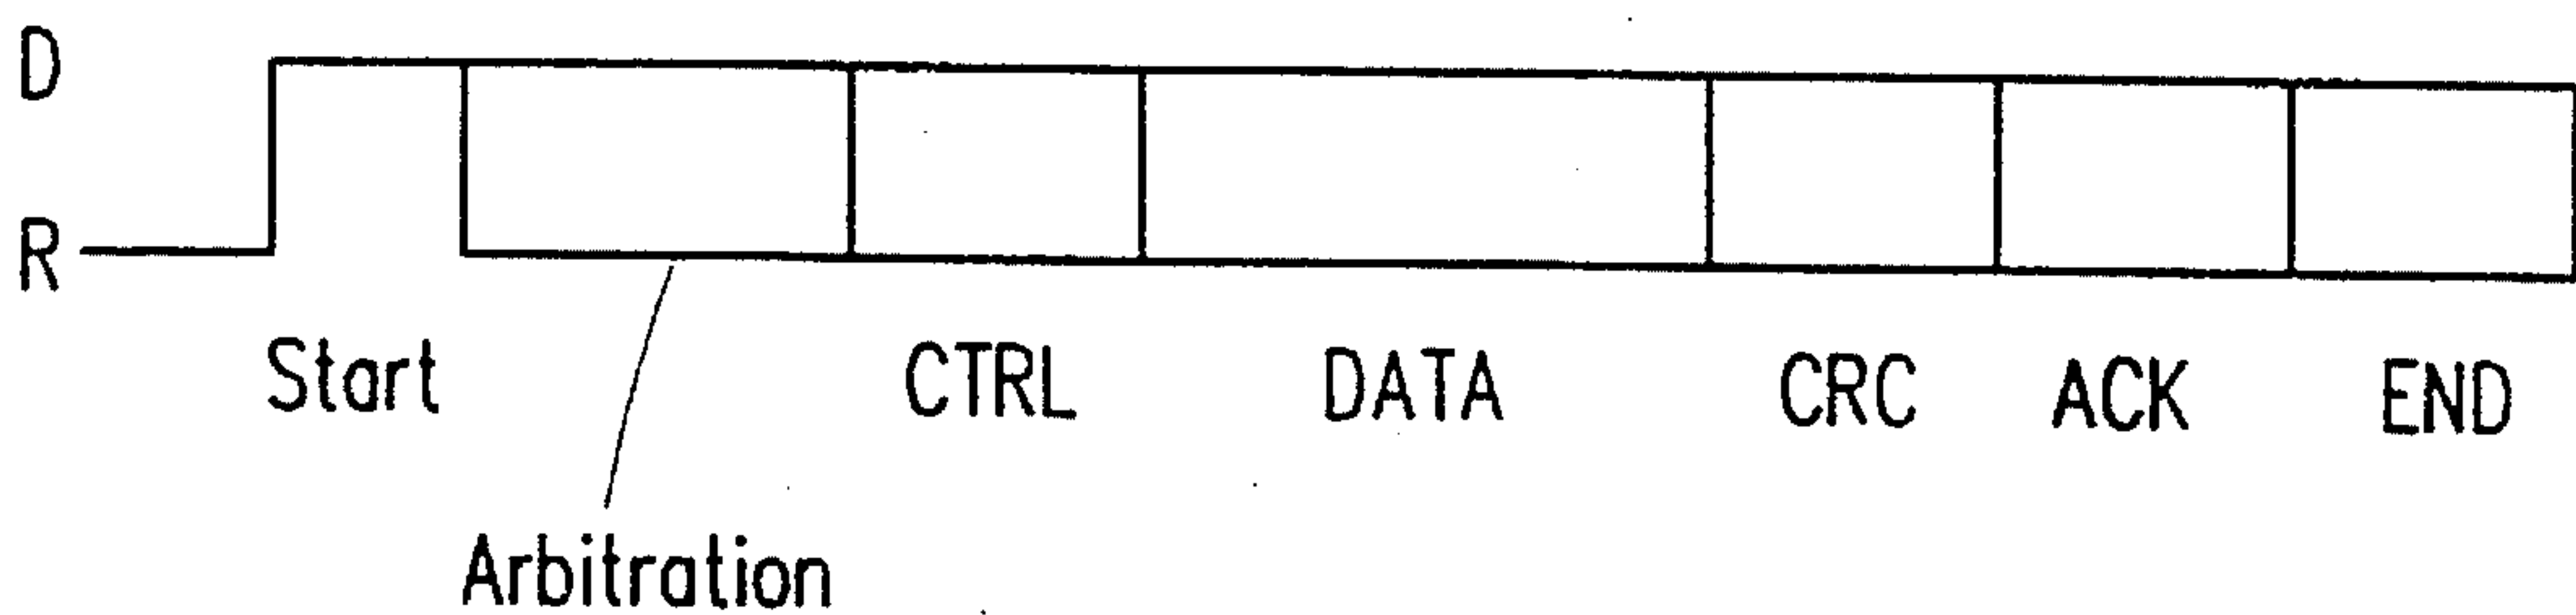 D
R
Start CTRL DATA CRC ACK END
Arbitration